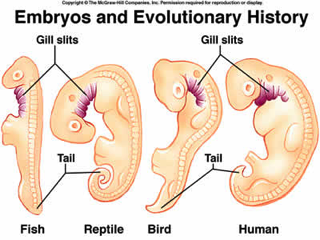 Copyright © The McGraw-Hill Companies, Inc. Permission required for reproduction or display.
Embryos and Evolutionary History
Gill slits
Gill slits
Tail
Tail
Fish
Reptile
Bird
Human